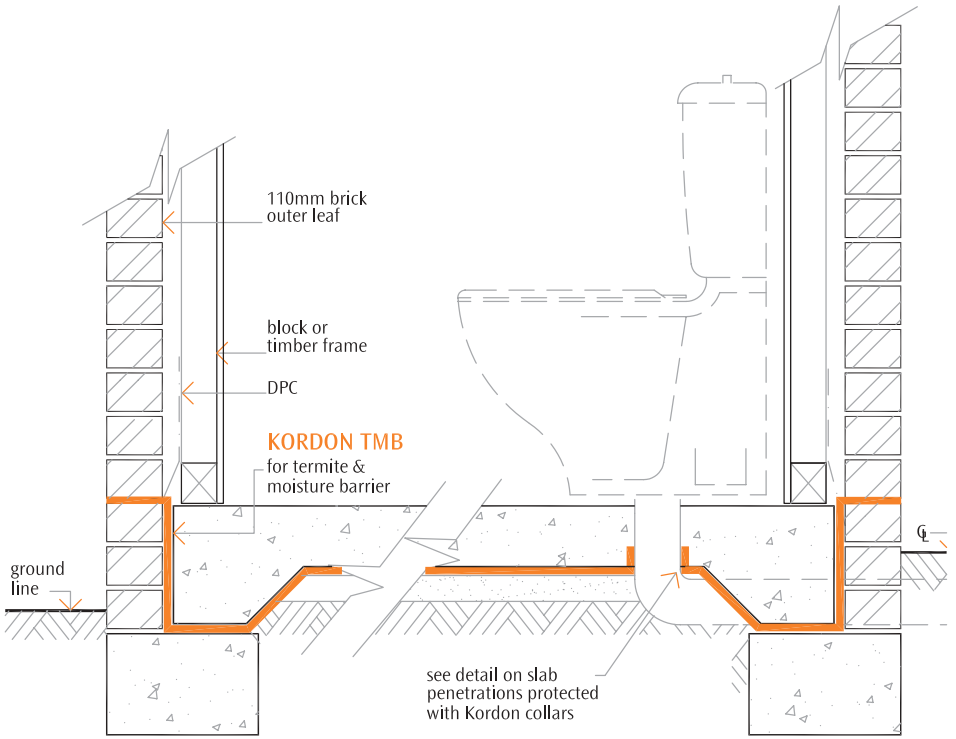 110mm brick
outer leaf
block or
timber frame
DPC
KORDON TMB
for termite &
moisture barrier
ground
line
℄
see detail on slab
penetrations protected
with Kordon collars